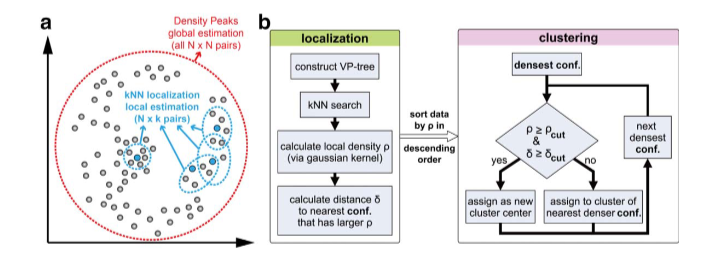 a
Density Peaks
global estimation
(all N x N pairs)
kNN localization
local estimation
(N x k pairs)
b
localization
construct VP-tree
kNN search
calculate local density ρ
(via gaussian kernel)
calculate distance δ
to nearest conf.
that has larger ρ
sort data
by ρ in
descending
order
clustering
densest conf.
ρ ≥ ρcut
&
δ ≥ δcut
yes
no
next
densest
conf.
assign as new
cluster center
assign to cluster of
nearest denser conf.